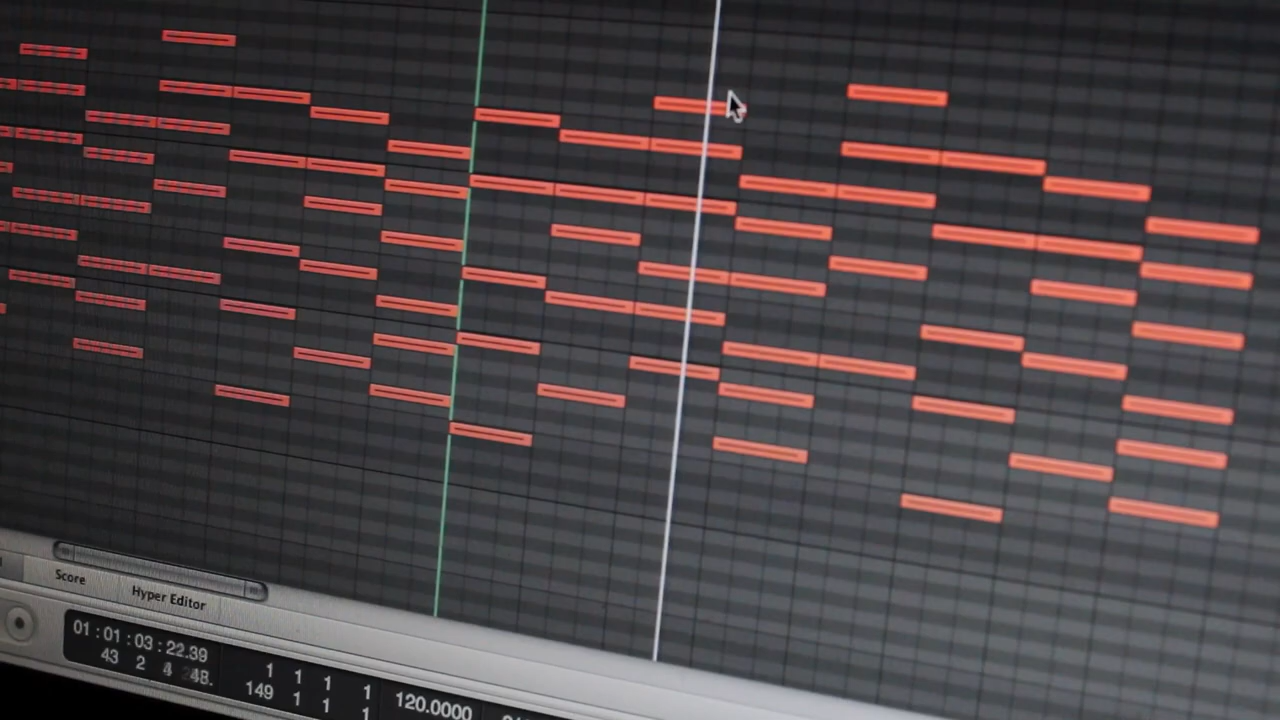 Score
Hyper Editor
01 : 01 : 03 : 22.39
43 2 4 48.
1 1 1 1
149 1 1 1
120.0000